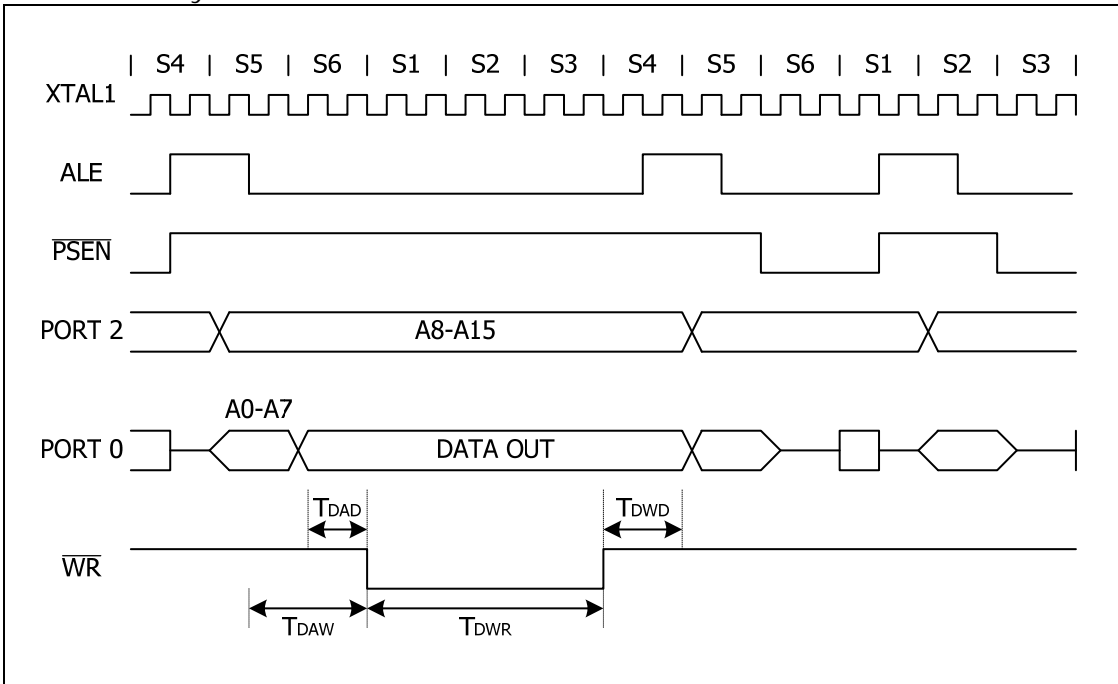 | S4 | S5 | S6 | S1 | S2 | S3 | S4 | S5 | S6 | S1 | S2 | S3 |
XTAL1
ALE
PSEN
PORT 2
A8-A15
A0-A7
PORT 0
DATA OUT
TDAD
TDWD
WR
TDAW
TDWR